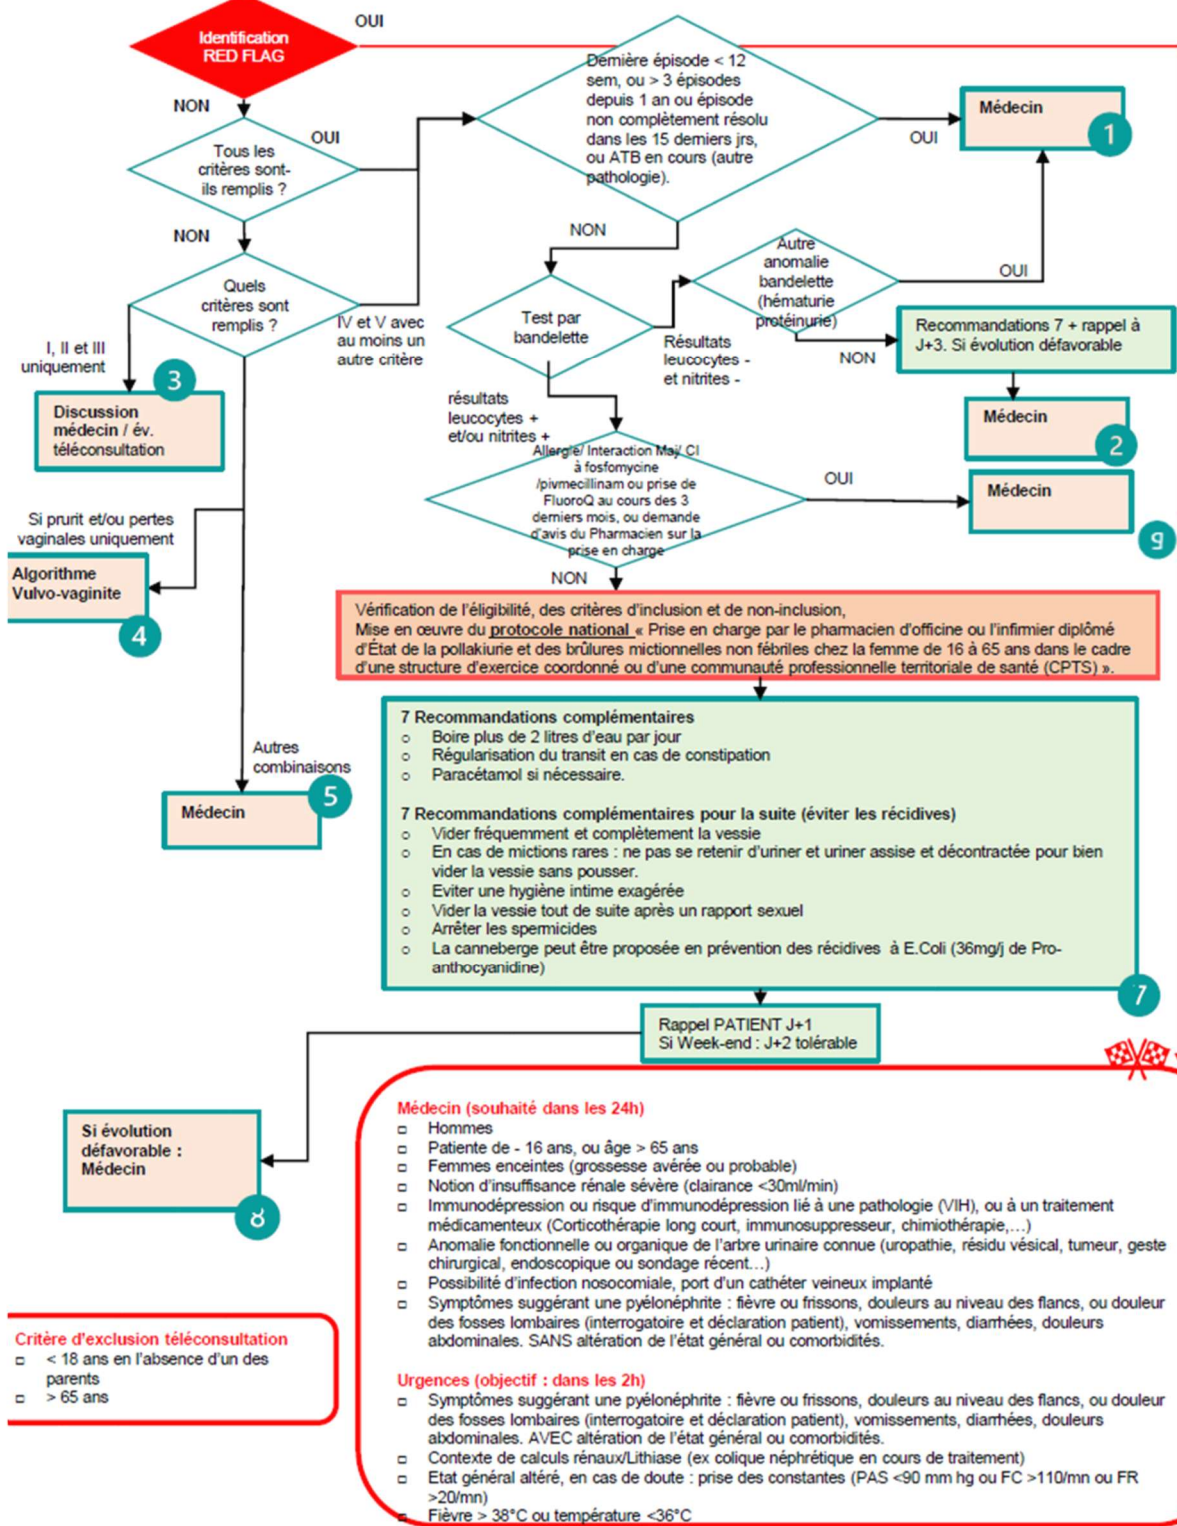 OUI
Identification
RED FLAG
NON
OUI
Tous les
critères sont-
ils remplis ?
NON
Quels
critères sont
remplis ?
I, II et III
uniquement
IV et V avec
au moins un
autre critère
3
Discussion
médecin / év.
téléconsultation
Si prurit et/ou pertes
vaginales uniquement
Algorithme
Vulvo-vaginite
4
Autres
combinaisons
Médecin
5
Dernière épisode < 12
sem, ou > 3 épisodes
depuis 1 an ou épisode
non complètement résolu
dans les 15 derniers jrs,
ou ATB en cours (autre
pathologie).
OUI
Médecin
1
NON
Test par
bandelette
Autre
anomalie
bandelette
(hématurie
protéinurie)
OUI
Résultats
leucocytes -
et nitrites -
NON
Recommandations 7 + rappel à
J+3. Si évolution défavorable
Médecin
2
résultats
leucocytes +
et/ou nitrites +
Allergie/ Interaction Maj/ CI
à fosfomycine
/pivmecillinam ou prise de
FluoroQ au cours des 3
derniers mois, ou demande
d'avis du Pharmacien sur la
prise en charge
OUI
Médecin
9
NON
Vérification de l'éligibilité, des critères d'inclusion et de non-inclusion,
Mise en œuvre du protocole national « Prise en charge par le pharmacien d'officine ou l'infirmier diplômé
d'État de la pollakiurie et des brûlures mictionnelles non fébriles chez la femme de 16 à 65 ans dans le cadre
d'une structure d'exercice coordonné ou d'une communauté professionnelle territoriale de santé (CPTS) ».
7 Recommandations complémentaires
o Boire plus de 2 litres d'eau par jour
o Régularisation du transit en cas de constipation
o Paracétamol si nécessaire.
7 Recommandations complémentaires pour la suite (éviter les récidives)
o Vider fréquemment et complètement la vessie
o En cas de mictions rares : ne pas se retenir d'uriner et uriner assise et décontractée pour bien
vider la vessie sans pousser.
o Eviter une hygiène intime exagérée
o Vider la vessie tout de suite après un rapport sexuel
o Arrêter les spermicides
o La canneberge peut être proposée en prévention des récidives à E.Coli (36mg/j de Pro-
anthocyanidine)
7
Rappel PATIENT J+1
Si Week-end : J+2 tolérable
Si évolution
défavorable :
Médecin
8
Médecin (souhaité dans les 24h)
□ Hommes
□ Patiente de - 16 ans, ou âge > 65 ans
□ Femmes enceintes (grossesse avérée ou probable)
□ Notion d'insuffisance rénale sévère (clairance <30ml/min)
□ Immunodépression ou risque d'immunodépression lié à une pathologie (VIH), ou à un traitement
médicamenteux (Corticothérapie long court, immunosuppresseur, chimiothérapie,…)
□ Anomalie fonctionnelle ou organique de l'arbre urinaire connue (uropathie, résidu vésical, tumeur, geste
chirurgical, endoscopique ou sondage récent…)
□ Possibilité d'infection nosocomiale, port d'un cathéter veineux implanté
□ Symptômes suggérant une pyélonéphrite : fièvre ou frissons, douleurs au niveau des flancs, ou douleur
des fosses lombaires (interrogatoire et déclaration patient), vomissements, diarrhées, douleurs
abdominales. SANS altération de l'état général ou comorbidités.
Urgences (objectif : dans les 2h)
□ Symptômes suggérant une pyélonéphrite : fièvre ou frissons, douleurs au niveau des flancs, ou douleur
des fosses lombaires (interrogatoire et déclaration patient), vomissements, diarrhées, douleurs
abdominales. AVEC altération de l'état général ou comorbidités.
□ Contexte de calculs rénaux/Lithiase (ex colique néphrétique en cours de traitement)
□ Etat général altéré, en cas de doute : prise des constantes (PAS <90 mm hg ou FC >110/mn ou FR
>20/mn)
□ Fièvre > 38°C ou température <36°C
Critère d'exclusion téléconsultation
□ < 18 ans en l'absence d'un des
parents
□ > 65 ans